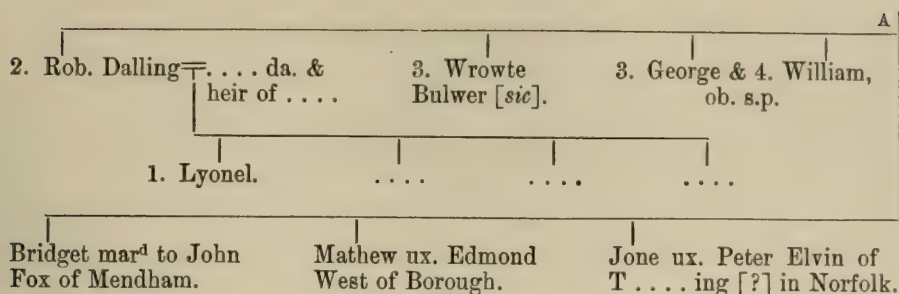 A
2. Rob. Dalling=. . . . da. & 3. Wrowte 3. George & 4. William,
heir of . . . . Bulwer [sic]. ob. s.p.
1. Lyonel. . . . . . . . . . . . .
Bridget marᵈ to John Mathew ux. Edmond Jone ux. Peter Elvin of
Fox of Mendham. West of Borough. T . . . . ing [?] in Norfolk.